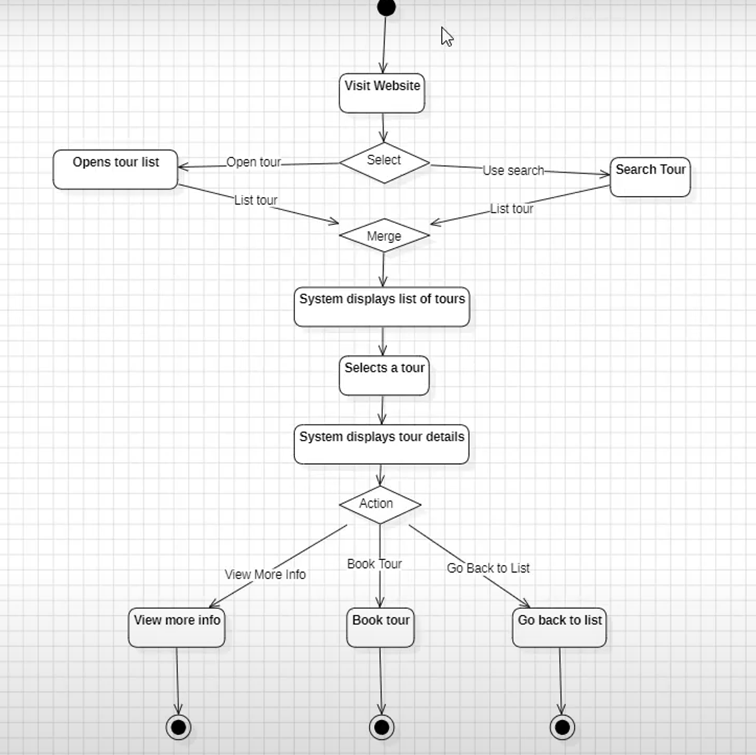 Visit Website
Select
Opens tour list
Open tour
Use search
Search Tour
List tour
List tour
Merge
System displays list of tours
Selects a tour
System displays tour details
Action
View More Info
Book Tour
Go Back to List
View more info
Book tour
Go back to list